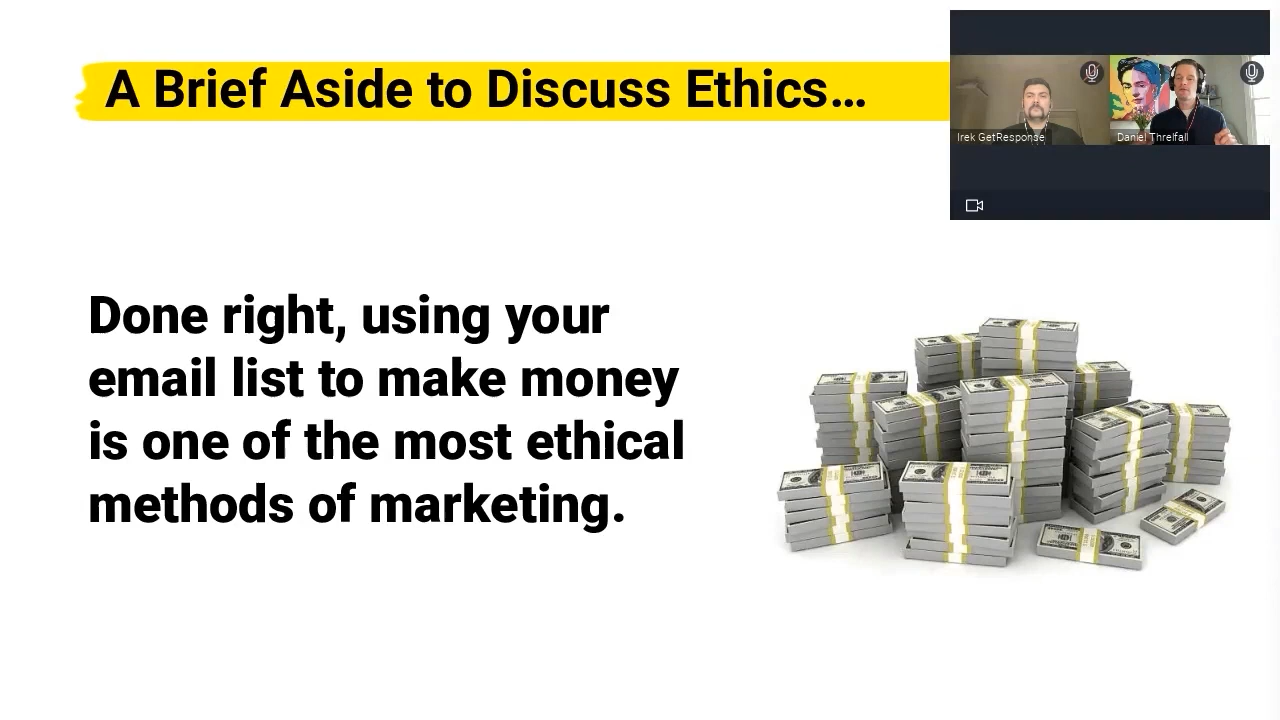 A Brief Aside to Discuss Ethics...
Irek GetResponse
Daniel Threlfall
Done right, using your
email list to make money
is one of the most ethical
methods of marketing.